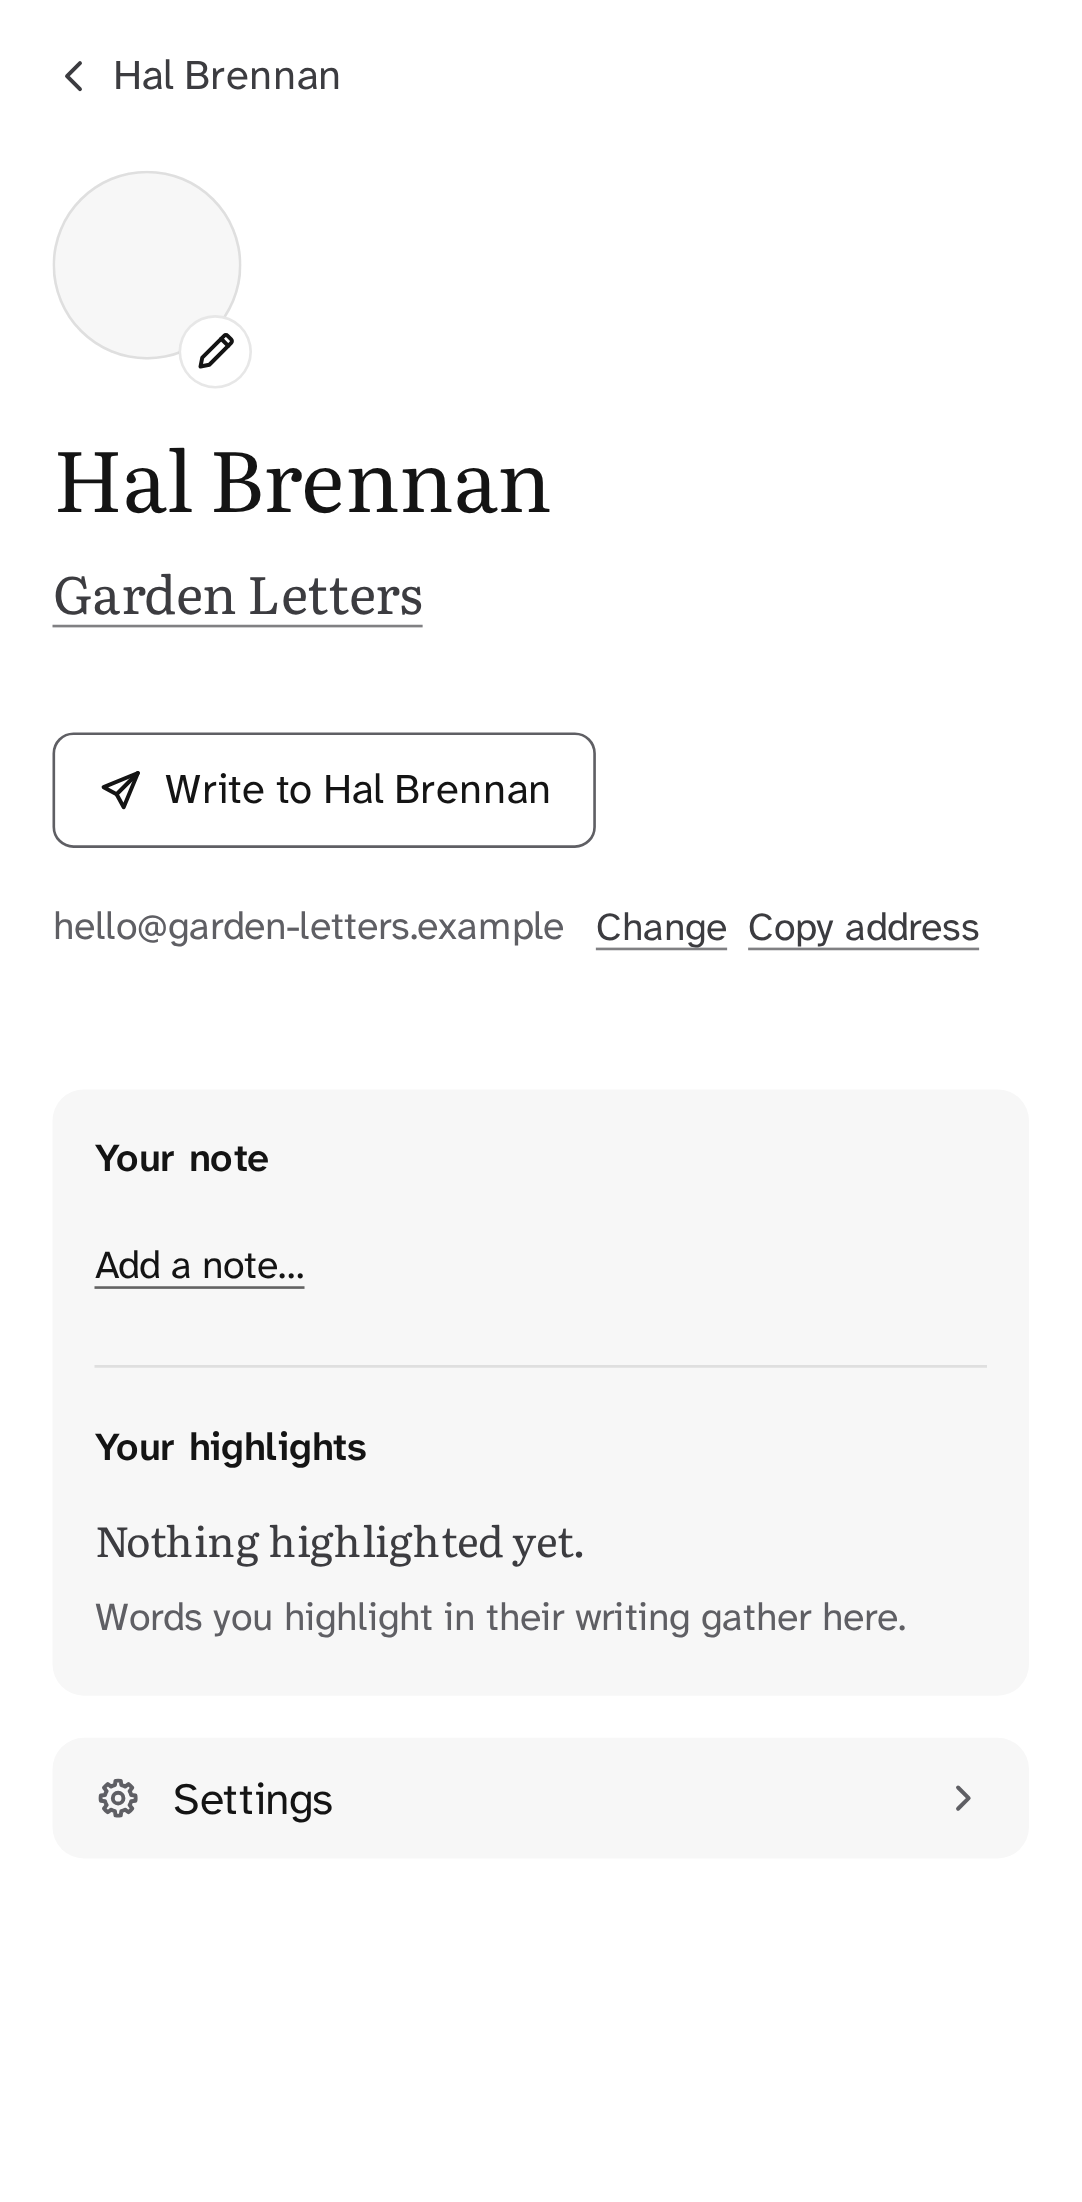 Hal Brennan
Hal Brennan
Garden Letters
Write to Hal Brennan
hello@garden-letters.example Change Copy address
Your note
Add a note...
Your highlights
Nothing highlighted yet.
Words you highlight in their writing gather here.
Settings